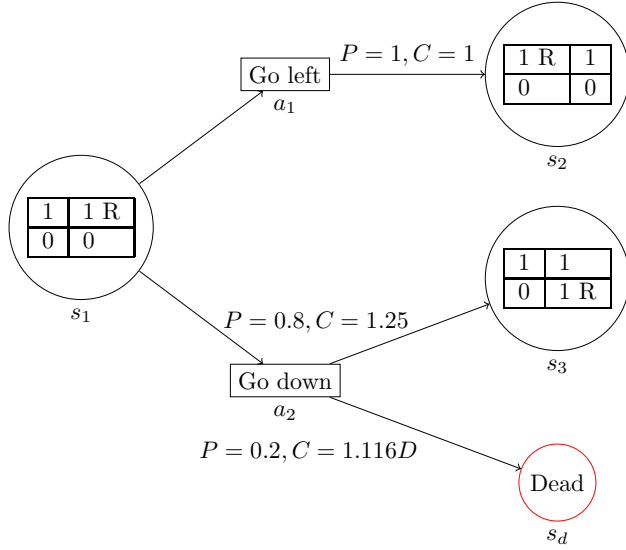 Go left
a₁
P = 1, C = 1
1 R 1
0 0
s₂
1 1 R
0 0
s₁
P = 0.8, C = 1.25
1 1
0 1 R
s₃
Go down
a₂
P = 0.2, C = 1.116D
Dead
s_d